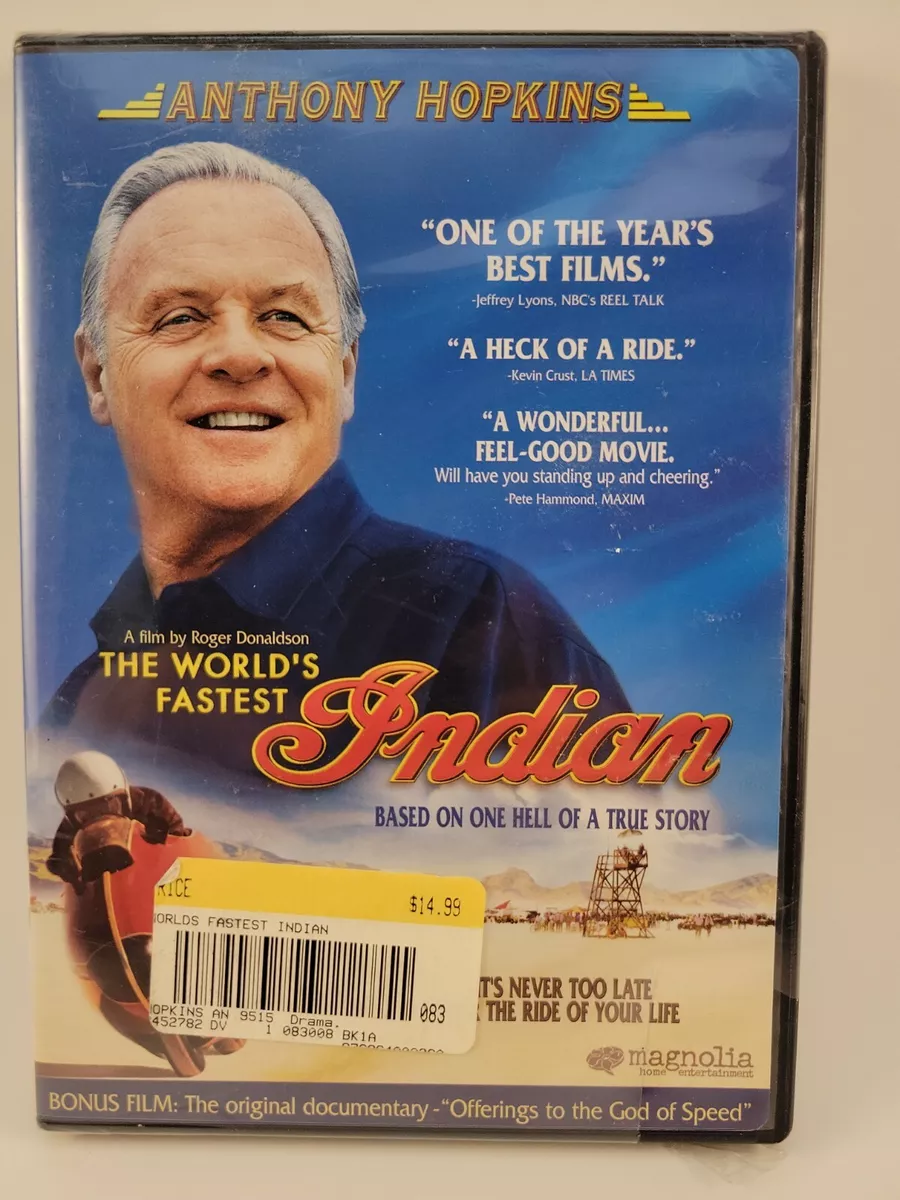 ANTHONY HOPKINS
“ONE OF THE YEAR'S
BEST FILMS.”
-Jeffrey Lyons, NBC's REEL TALK
“A HECK OF A RIDE.”
-Kevin Crust, LA TIMES
“A WONDERFUL...
FEEL-GOOD MOVIE.
Will have you standing up and cheering.”
-Pete Hammond, MAXIM
A film by Roger Donaldson
THE WORLD'S
FASTEST
Indian
BASED ON ONE HELL OF A TRUE STORY
RICE
$14.99
ORLDS FASTEST INDIAN
083
OPKINS AN 9515 Drama.
452782 DV 1 083008 BK1A
IT'S NEVER TOO LATE
THE RIDE OF YOUR LIFE
magnolia
home entertainment
BONUS FILM: The original documentary - “Offerings to the God of Speed”